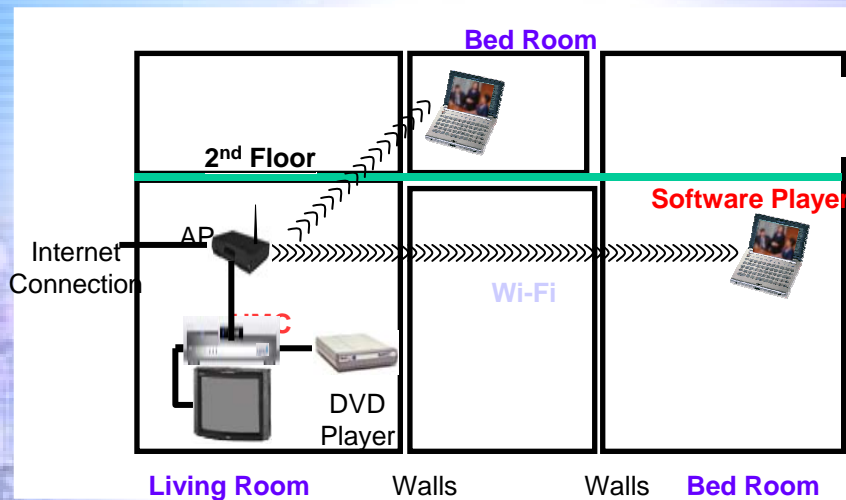 Bed Room
2nd Floor
Software Player
AP
Internet
Connection
Wi-Fi
DVD
Player
Living Room
Walls
Walls
Bed Room